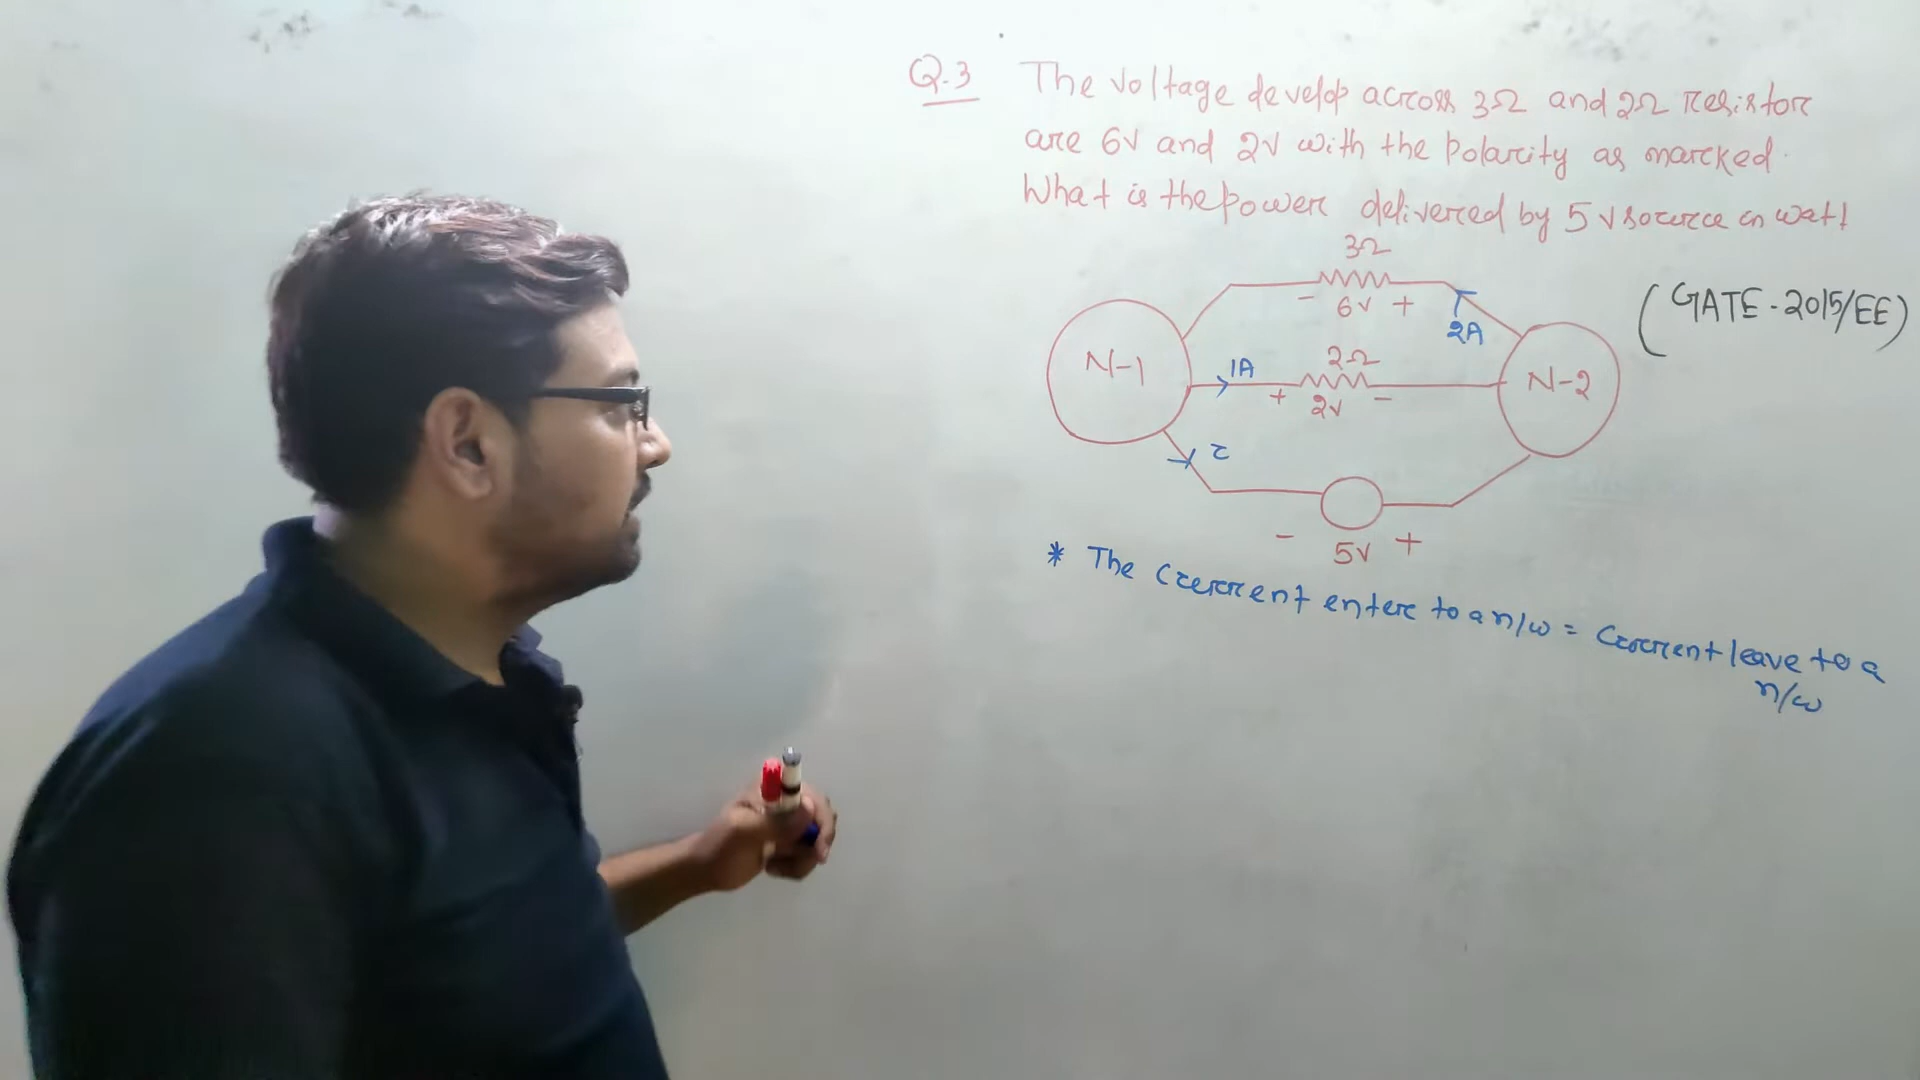 Q.3 The voltage develop across 3Ω and 2Ω resistor
are 6V and 2V with the polarity as marcked.
What is the power delivered by 5V source in watt
3Ω
- 6V +
2A
(GATE-2015/EE)
N-1
1A
2Ω
+ 2V -
N-2
I
- 5V +
* The current enter to a n/w = Current leave to a
n/w